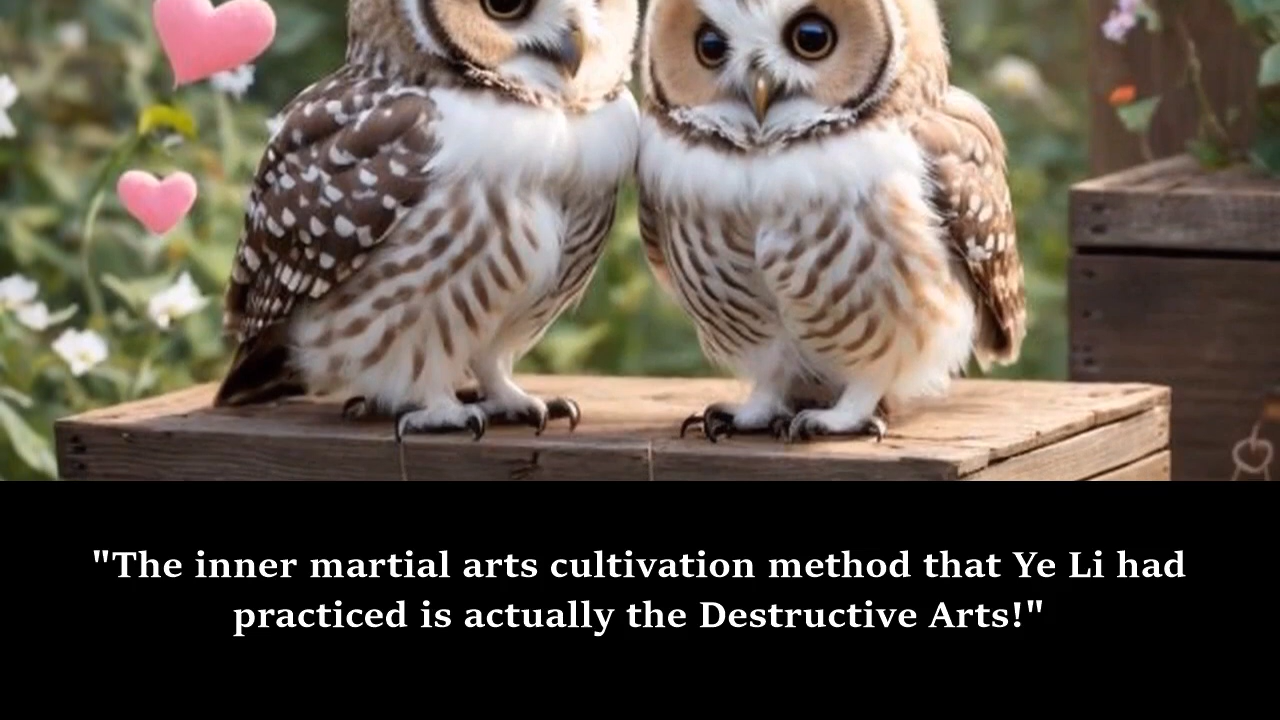 "The inner martial arts cultivation method that Ye Li had
practiced is actually the Destructive Arts!"